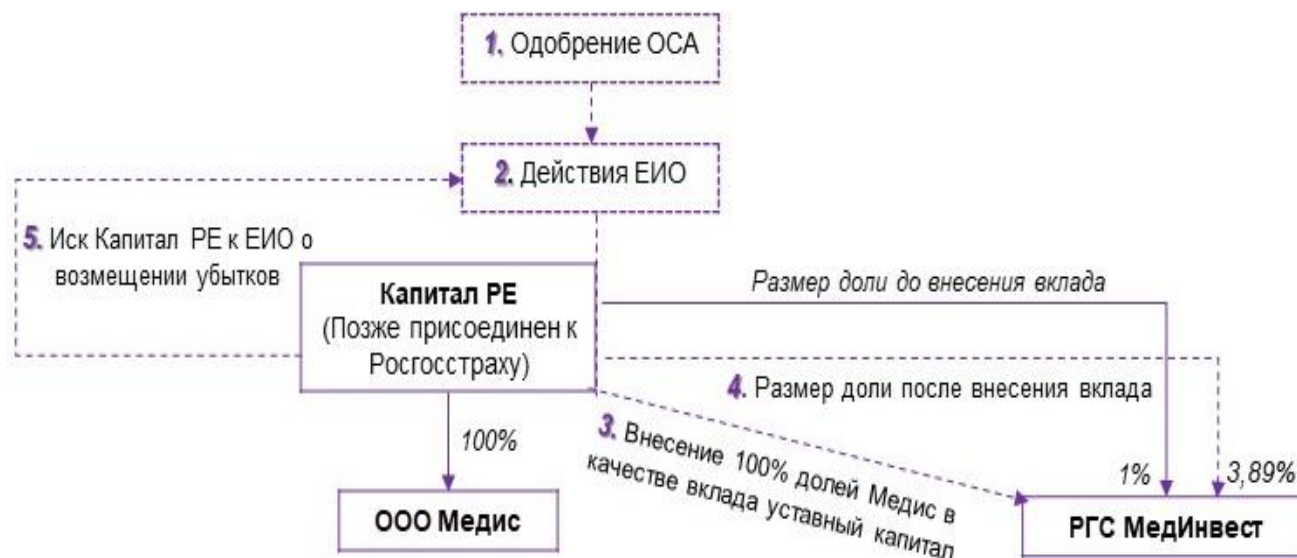 1. Одобрение ОСА
2. Действия ЕИО
5. Иск Капитал РЕ к ЕИО о
возмещении убытков
Капитал РЕ
(Позже присоединен к
Росгосстраху)
Размер доли до внесения вклада
4. Размер доли после внесения вклада
3. Внесение 100% долей Медис в
качестве вклада уставный капитал
100%
1%
3,89%
ООО Медис
РГС МедИнвест